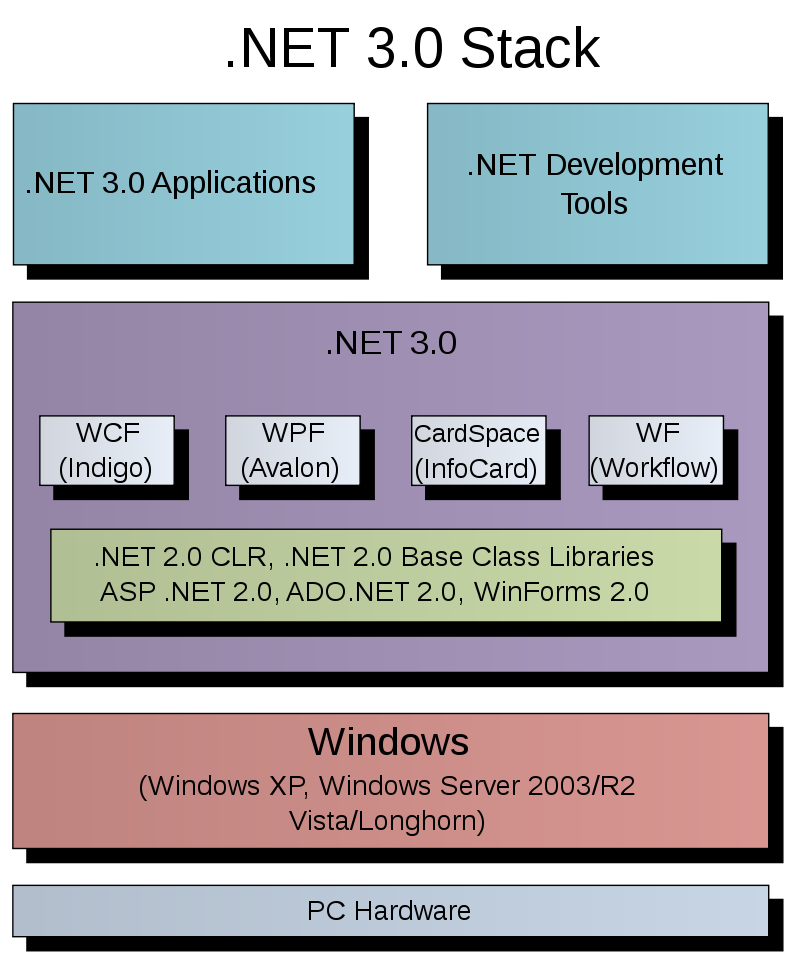 .NET 3.0 Stack
.NET 3.0 Applications
.NET Development
Tools
.NET 3.0
WCF
(Indigo)
WPF
(Avalon)
CardSpace
(InfoCard)
WF
(Workflow)
.NET 2.0 CLR, .NET 2.0 Base Class Libraries
ASP .NET 2.0, ADO.NET 2.0, WinForms 2.0
Windows
(Windows XP, Windows Server 2003/R2
Vista/Longhorn)
PC Hardware